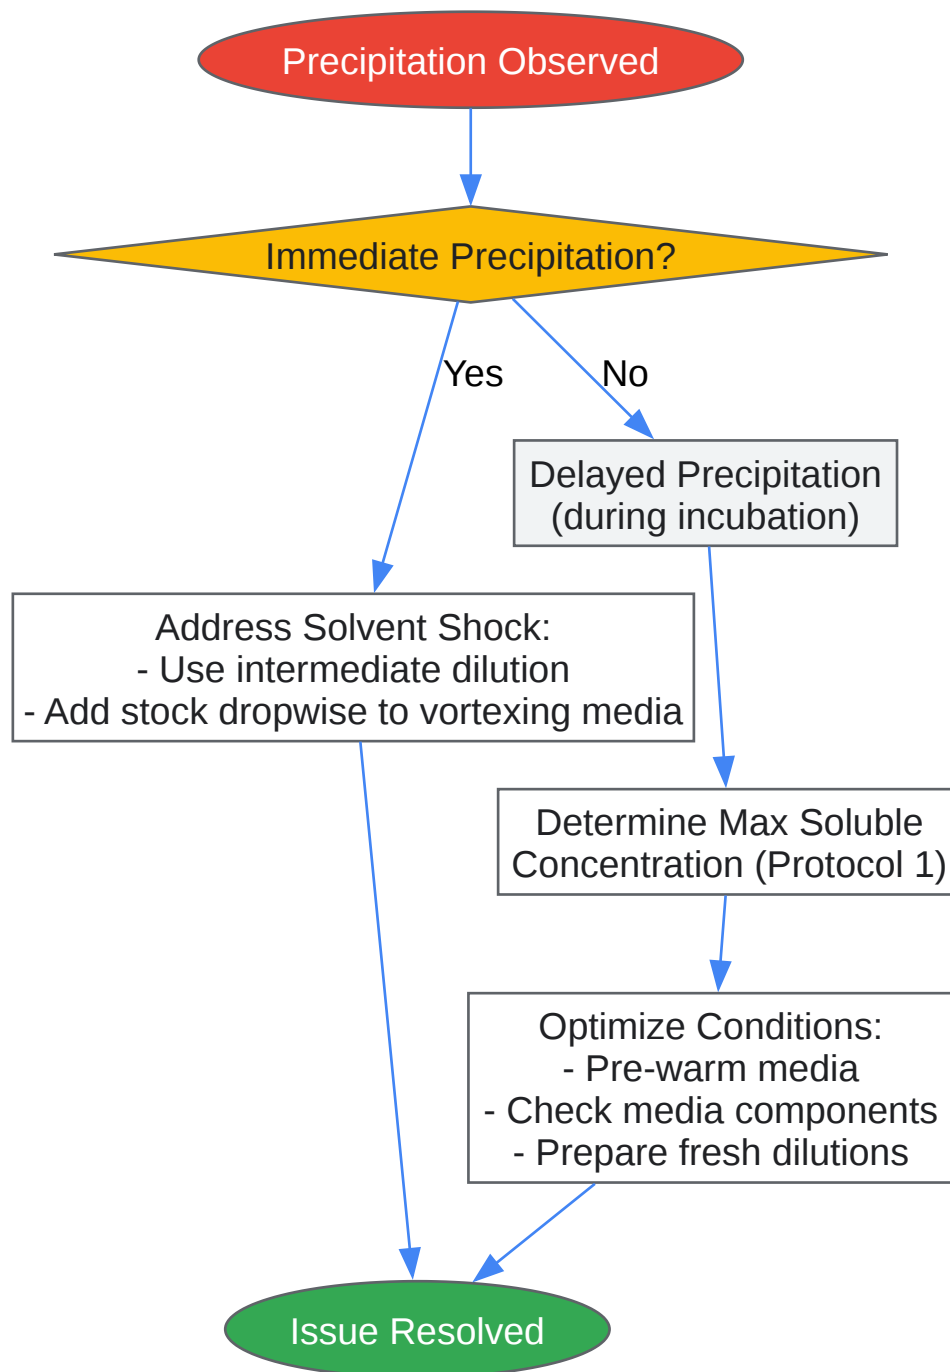 Precipitation Observed
Immediate Precipitation?
Yes
No
Delayed Precipitation
(during incubation)
Address Solvent Shock:
- Use intermediate dilution
- Add stock dropwise to vortexing media
Determine Max Soluble
Concentration (Protocol 1)
Optimize Conditions:
- Pre-warm media
- Check media components
- Prepare fresh dilutions
Issue Resolved